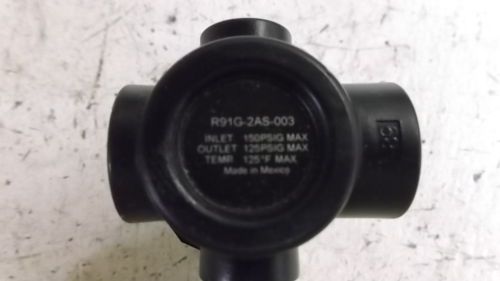 R91G-2AS-003
INLET 150PSIG MAX
OUTLET 125PSIG MAX
TEMP. 125°F MAX
Made in Mexico